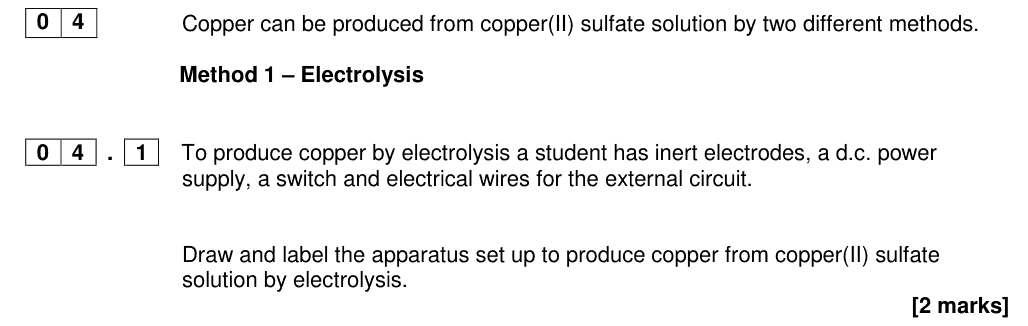 0 4 Copper can be produced from copper(II) sulfate solution by two different methods.
Method 1 – Electrolysis
0 4 . 1 To produce copper by electrolysis a student has inert electrodes, a d.c. power
supply, a switch and electrical wires for the external circuit.
Draw and label the apparatus set up to produce copper from copper(II) sulfate
solution by electrolysis.
[2 marks]